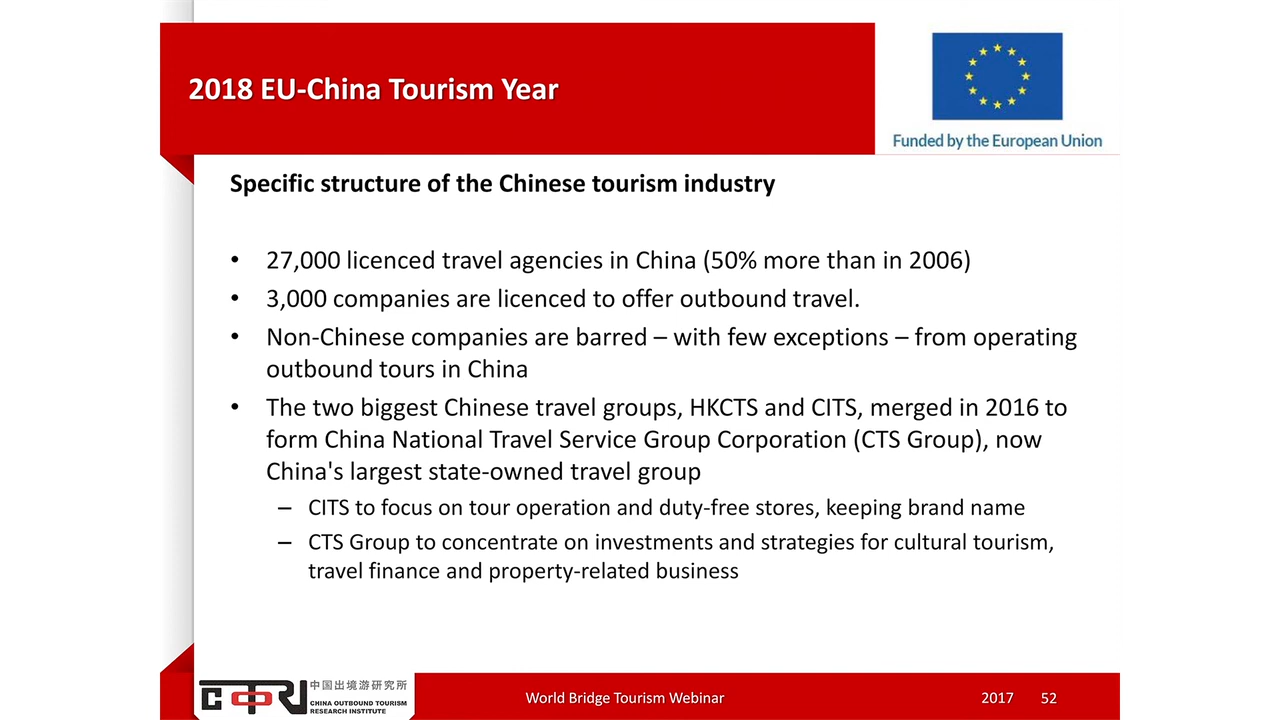 2018 EU-China Tourism Year
Funded by the European Union
Specific structure of the Chinese tourism industry
• 27,000 licenced travel agencies in China (50% more than in 2006)
• 3,000 companies are licenced to offer outbound travel.
• Non-Chinese companies are barred – with few exceptions – from operating
outbound tours in China
• The two biggest Chinese travel groups, HKCTS and CITS, merged in 2016 to
form China National Travel Service Group Corporation (CTS Group), now
China's largest state-owned travel group
– CITS to focus on tour operation and duty-free stores, keeping brand name
– CTS Group to concentrate on investments and strategies for cultural tourism,
travel finance and property-related business
COTRI
中国出境游研究所
CHINA OUTBOUND TOURISM
RESEARCH INSTITUTE
World Bridge Tourism Webinar
2017 52